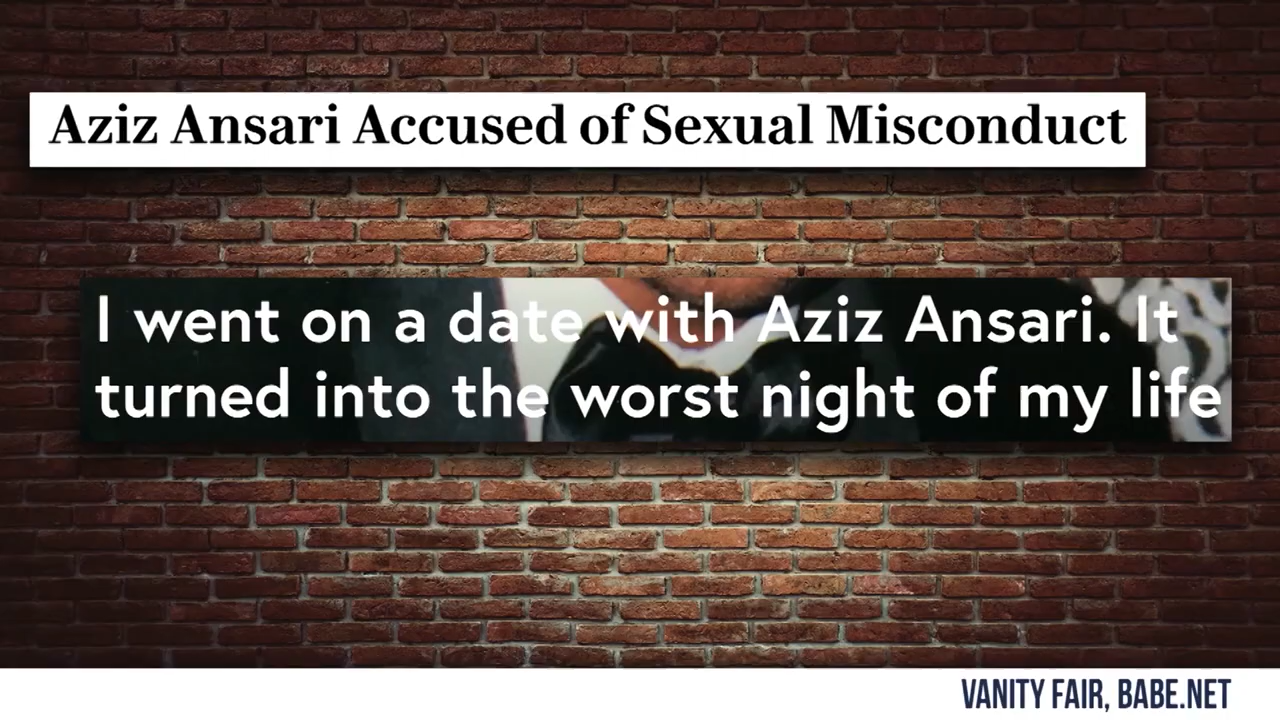 Aziz Ansari Accused of Sexual Misconduct
I went on a date with Aziz Ansari. It
turned into the worst night of my life
VANITY FAIR, BABE.NET